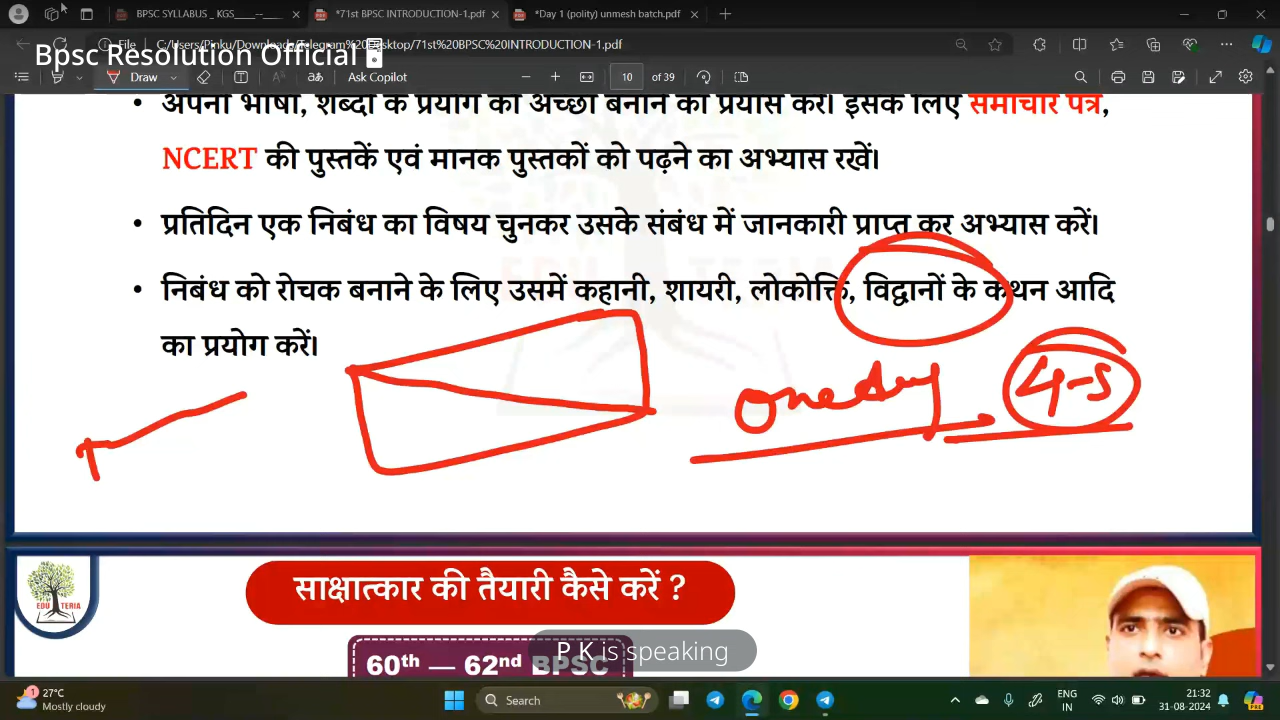 BPSC SYLLABUS _ KGS____--____ *71st BPSC INTRODUCTION-1.pdf *Day 1 (polity) unmesh batch.pdf
File C:/Users/Pinku/Downloads/Telegram%20Desktop/71st%20BPSC%20INTRODUCTION-1.pdf
Bpsc Resolution Official
Draw Ask Copilot 10 of 39
अपनी भाषा, शब्दों के प्रयोग को अच्छा बनाने का प्रयास करें। इसके लिए समाचार पत्र,
NCERT की पुस्तकें एवं मानक पुस्तकों को पढ़ने का अभ्यास रखें।
• प्रतिदिन एक निबंध का विषय चुनकर उसके संबंध में जानकारी प्राप्त कर अभ्यास करें।
• निबंध को रोचक बनाने के लिए उसमें कहानी, शायरी, लोकोक्ति, विद्वानों के कथन आदि
का प्रयोग करें।
one day 4-5
साक्षात्कार की तैयारी कैसे करें ?
EDU TERIA
60th — 62nd BPSC
P K is speaking
1 27°C
Mostly cloudy
Search
ENG
IN
21:32
31-08-2024